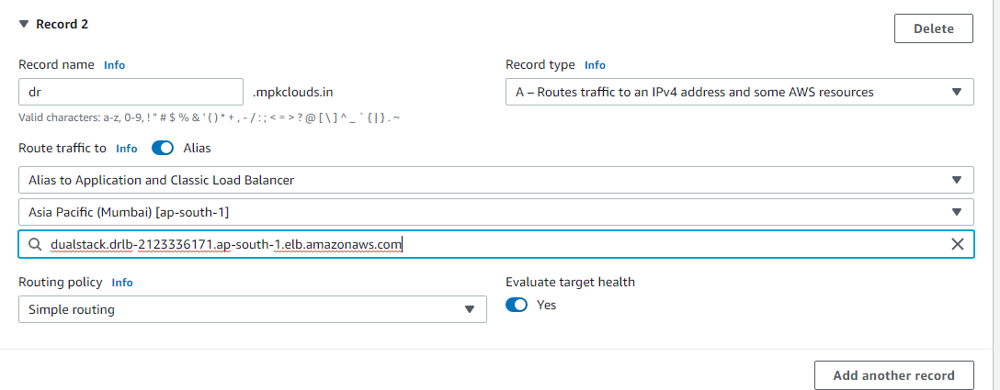 Record 2
Delete
Record name Info
Record type Info
dr .mpkclouds.in
A – Routes traffic to an IPv4 address and some AWS resources
Valid characters: a-z, 0-9, ! " # $ % & ' ( ) * + , - / : ; < = > ? @ [ \ ] ^ _ ` { | } . ~
Route traffic to Info Alias
Alias to Application and Classic Load Balancer
Asia Pacific (Mumbai) [ap-south-1]
dualstack.drlb-2123336171.ap-south-1.elb.amazonaws.com
Routing policy Info
Evaluate target health
Simple routing
Yes
Add another record